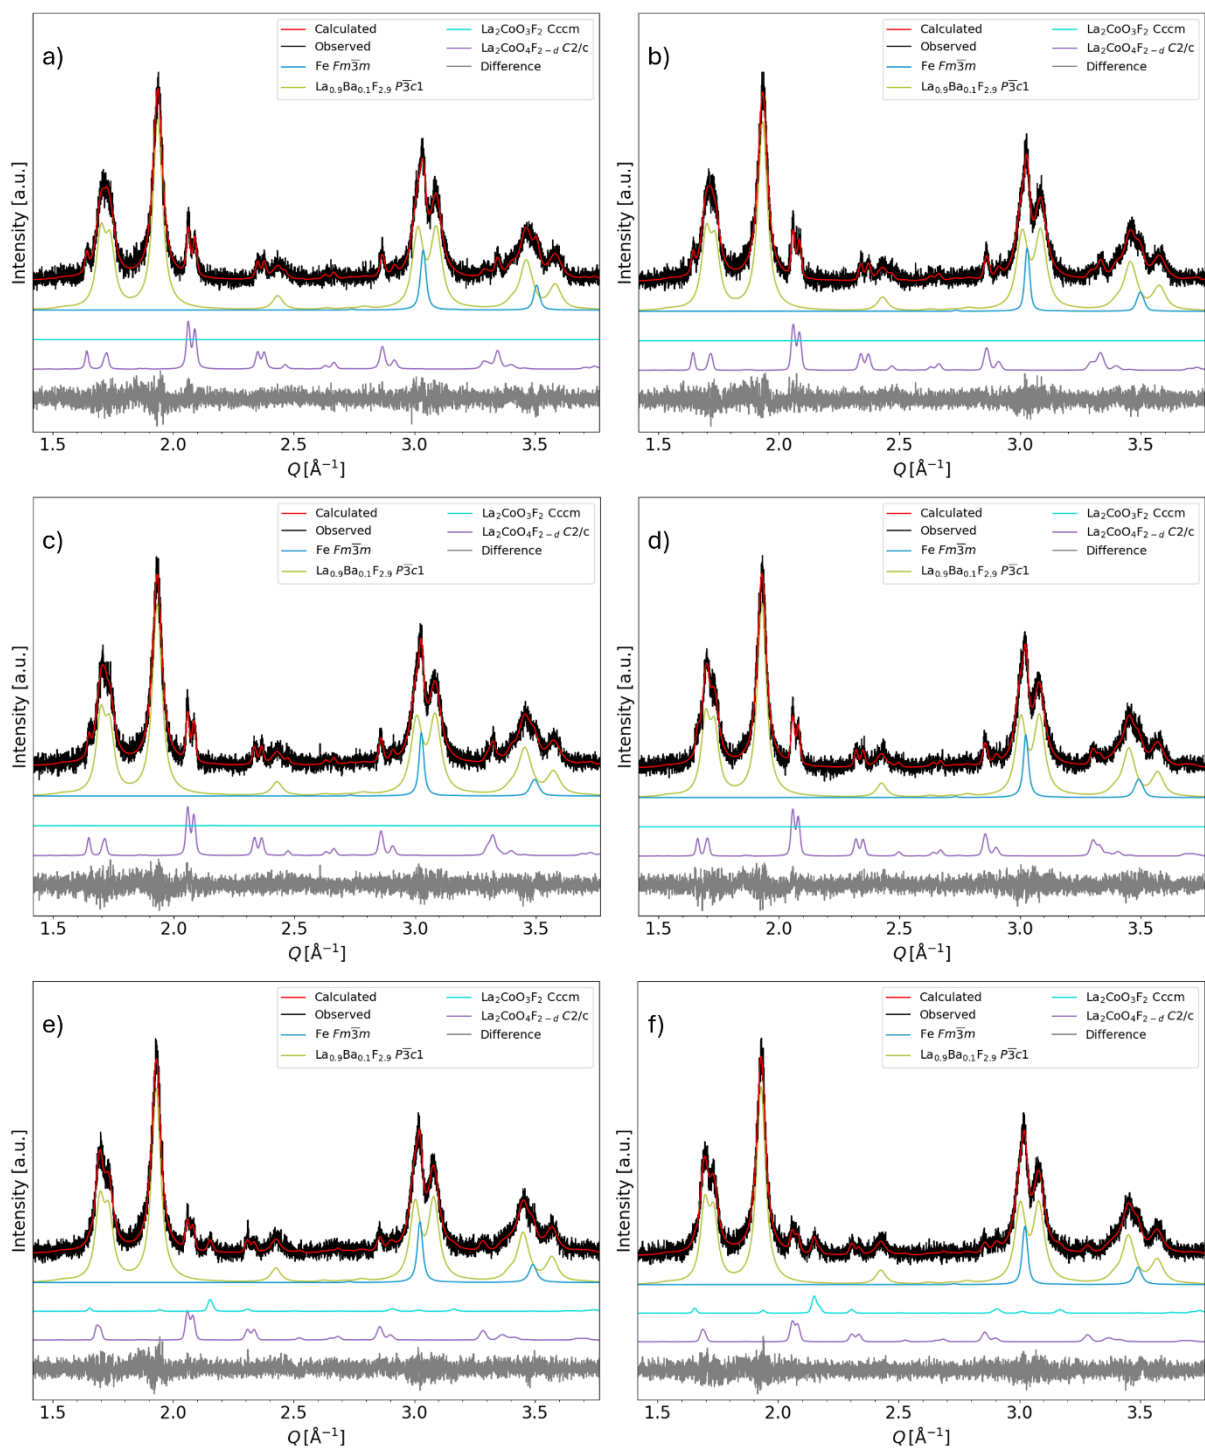 a)
Calculated
Observed
Fe Fm3̅m
La₀.₉Ba₀.₁F₂.₉ P3̅c1
La₂CoO₃F₂ Cccm
La₂CoO₄F₂₋d C2/c
Difference
Intensity [a.u.]
1.5 2.0 2.5 3.0 3.5
Q [Å⁻¹]
b)
Calculated
Observed
Fe Fm3̅m
La₀.₉Ba₀.₁F₂.₉ P3̅c1
La₂CoO₃F₂ Cccm
La₂CoO₄F₂₋d C2/c
Difference
Intensity [a.u.]
1.5 2.0 2.5 3.0 3.5
Q [Å⁻¹]
c)
Calculated
Observed
Fe Fm3̅m
La₀.₉Ba₀.₁F₂.₉ P3̅c1
La₂CoO₃F₂ Cccm
La₂CoO₄F₂₋d C2/c
Difference
Intensity [a.u.]
1.5 2.0 2.5 3.0 3.5
Q [Å⁻¹]
d)
Calculated
Observed
Fe Fm3̅m
La₀.₉Ba₀.₁F₂.₉ P3̅c1
La₂CoO₃F₂ Cccm
La₂CoO₄F₂₋d C2/c
Difference
Intensity [a.u.]
1.5 2.0 2.5 3.0 3.5
Q [Å⁻¹]
e)
Calculated
Observed
Fe Fm3̅m
La₀.₉Ba₀.₁F₂.₉ P3̅c1
La₂CoO₃F₂ Cccm
La₂CoO₄F₂₋d C2/c
Difference
Intensity [a.u.]
1.5 2.0 2.5 3.0 3.5
Q [Å⁻¹]
f)
Calculated
Observed
Fe Fm3̅m
La₀.₉Ba₀.₁F₂.₉ P3̅c1
La₂CoO₃F₂ Cccm
La₂CoO₄F₂₋d C2/c
Difference
Intensity [a.u.]
1.5 2.0 2.5 3.0 3.5
Q [Å⁻¹]